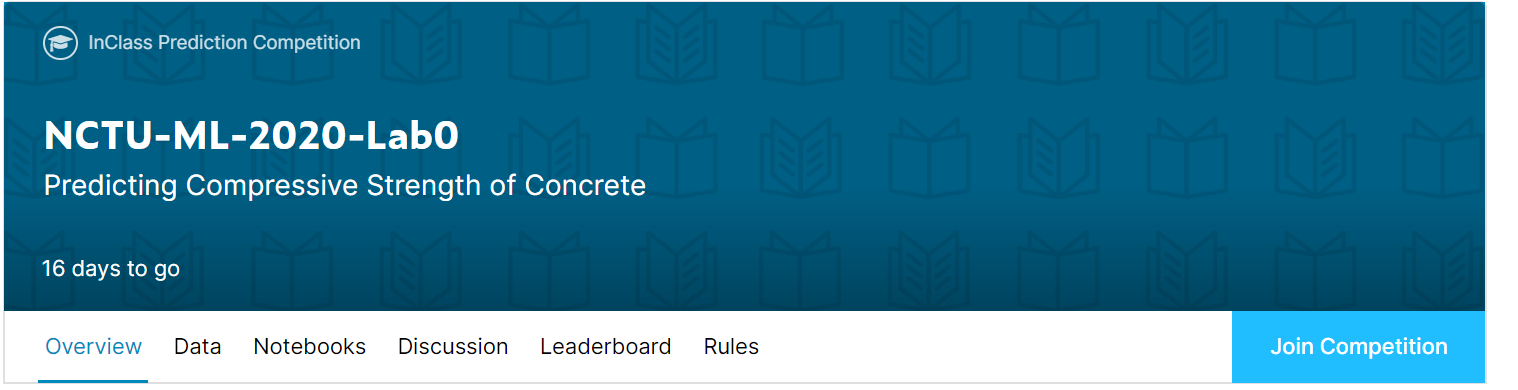 InClass Prediction Competition
NCTU-ML-2020-Lab0
Predicting Compressive Strength of Concrete
16 days to go
Overview Data Notebooks Discussion Leaderboard Rules Join Competition